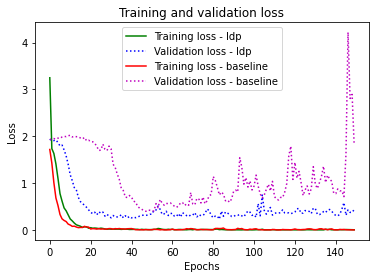 Training and validation loss
Training loss - ldp
Validation loss - ldp
Training loss - baseline
Validation loss - baseline
Loss
4
3
2
1
0
0 20 40 60 80 100 120 140
Epochs